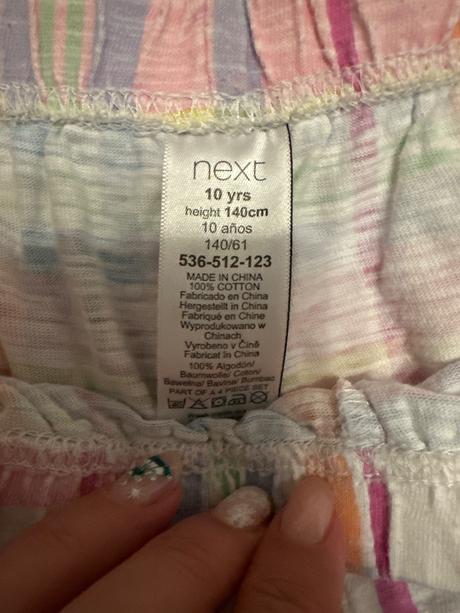 next
10 yrs
height 140cm
10 años
140/61
536-512-123
MADE IN CHINA
100% COTTON
Fabricado en China
Hergestellt in China
Fabriqué en Chine
Wyprodukowano w
Chinach
Vyrobeno v Číně
Fabricat în China
100% Algodón/
Baumwolle/ Coton/
Bawełna/ Bavlna/ Bumbac
PART OF A 4 PIECE SET